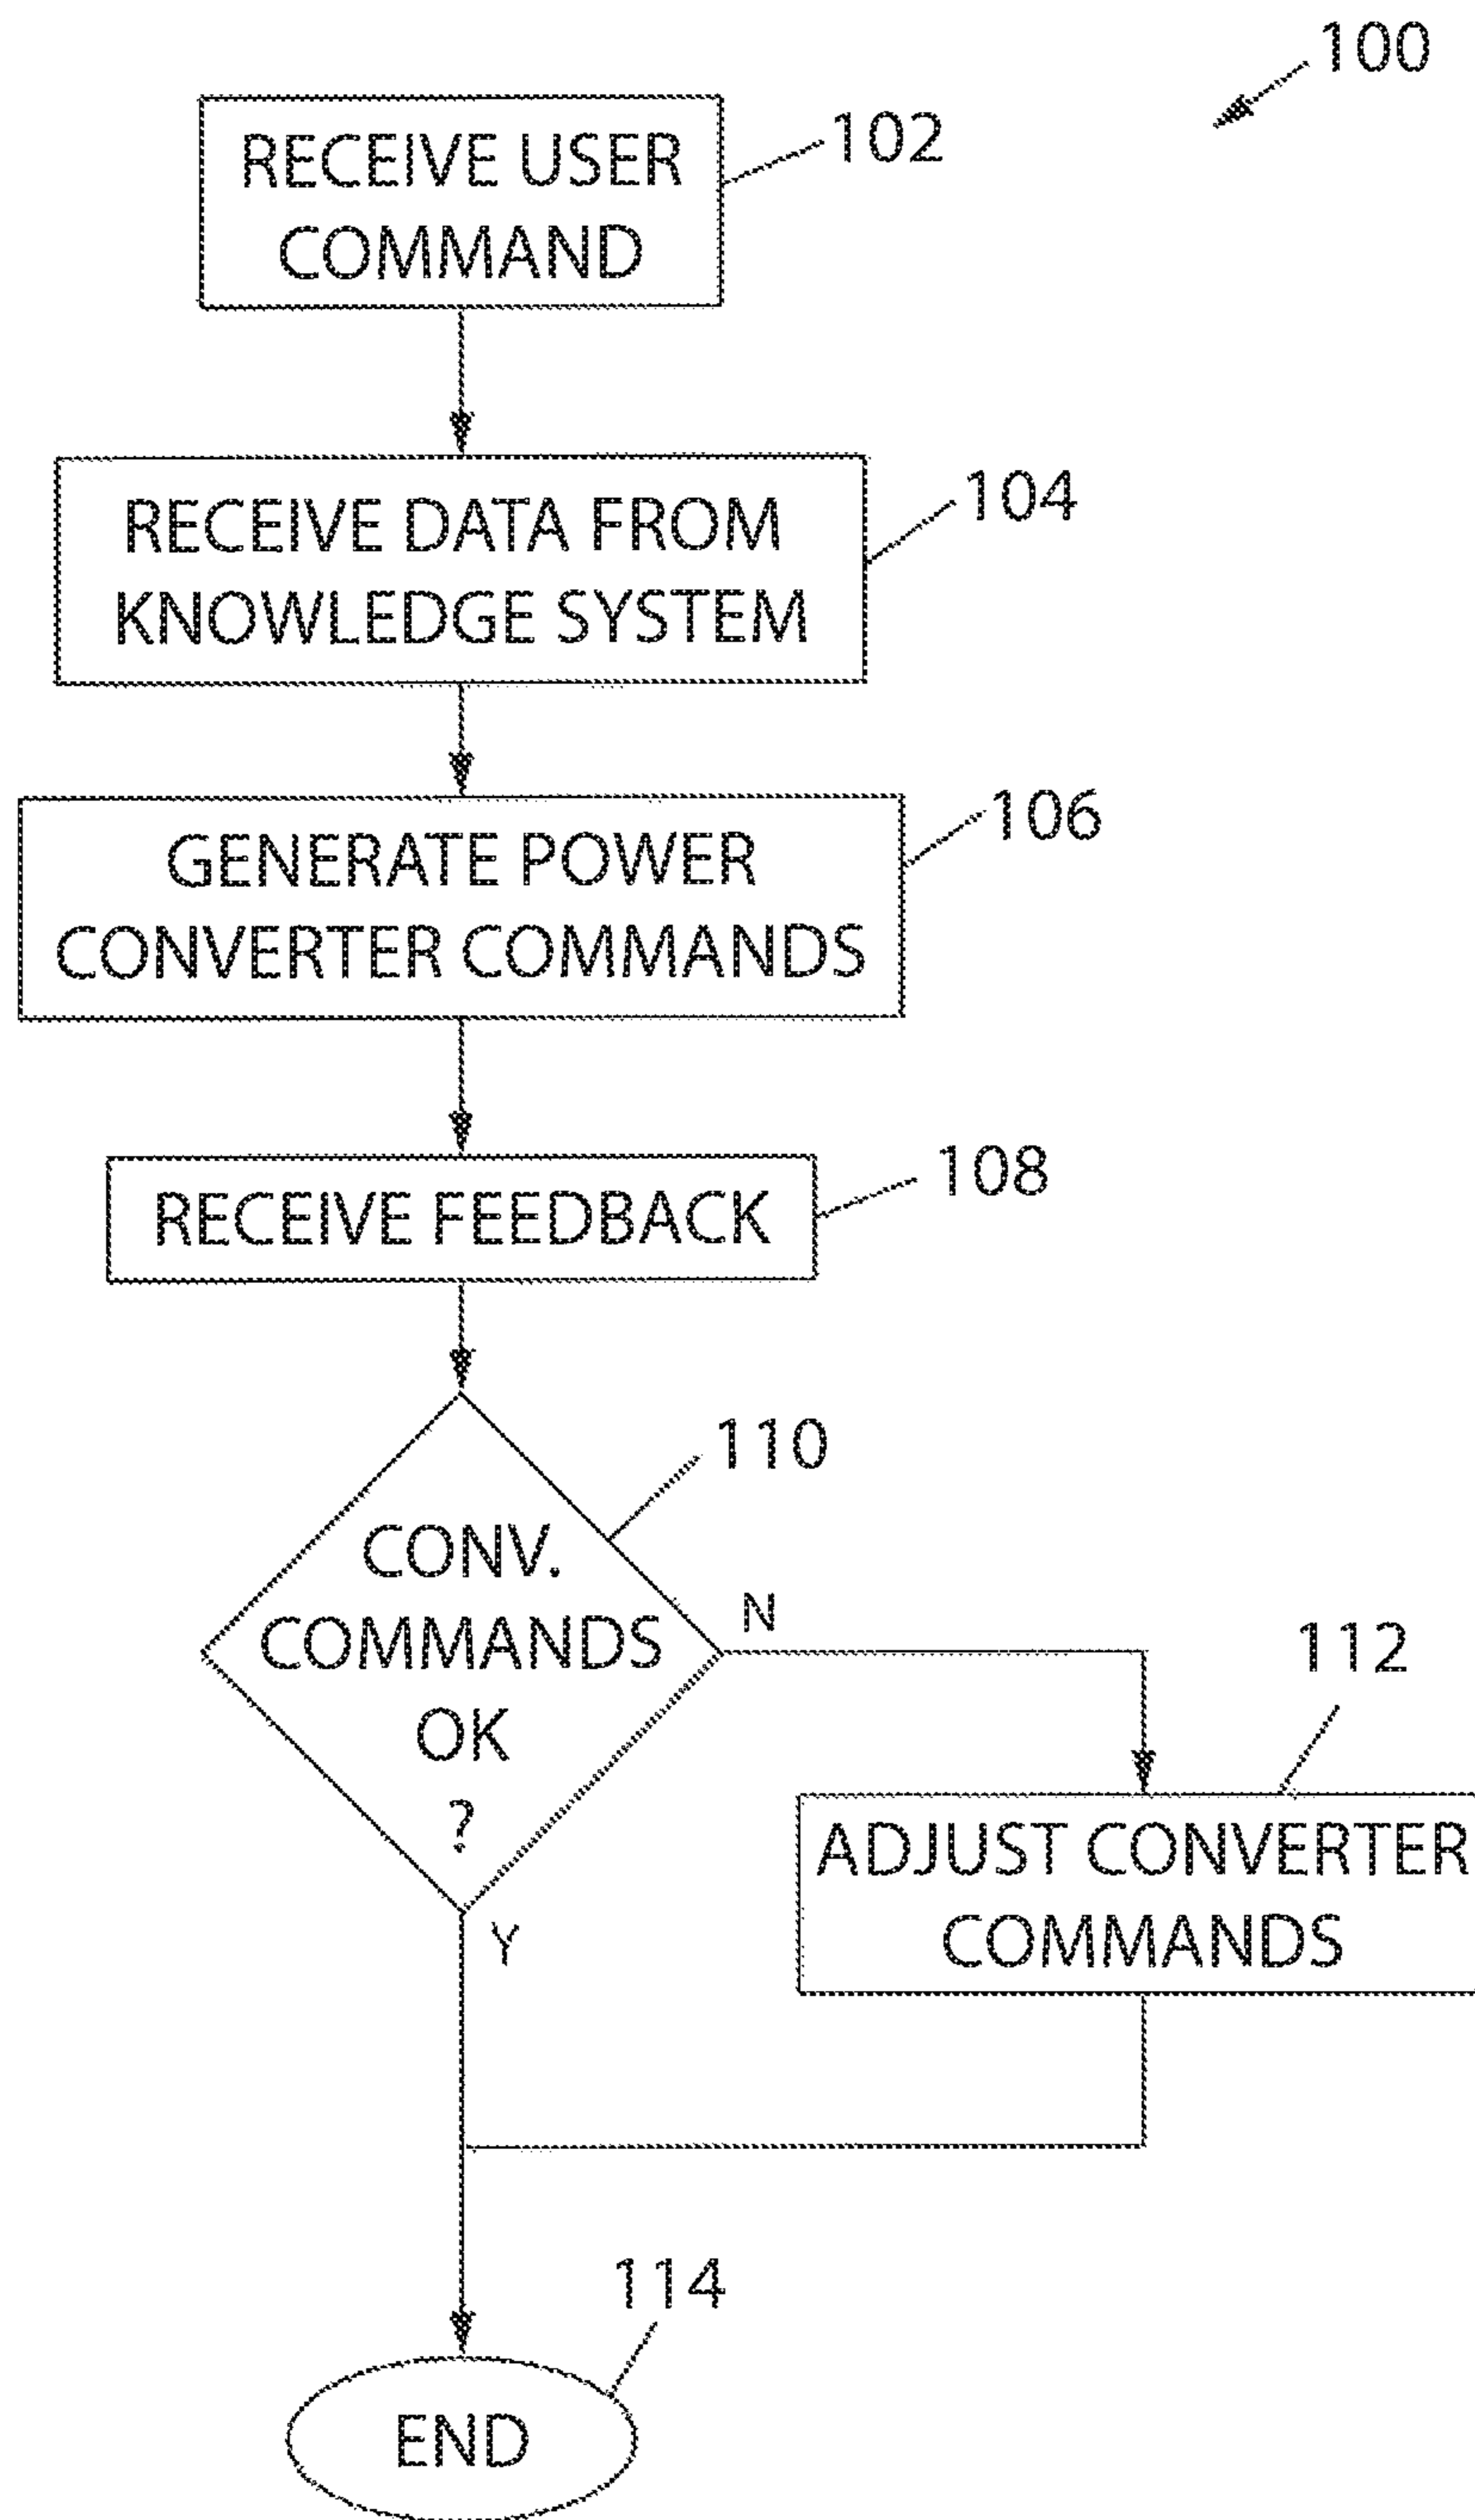 100
RECEIVE USER
COMMAND
102
RECEIVE DATA FROM
KNOWLEDGE SYSTEM
104
GENERATE POWER
CONVERTER COMMANDS
106
RECEIVE FEEDBACK
108
CONV.
COMMANDS
OK
?
110
N
Y
112
ADJUST CONVERTER
COMMANDS
114
END